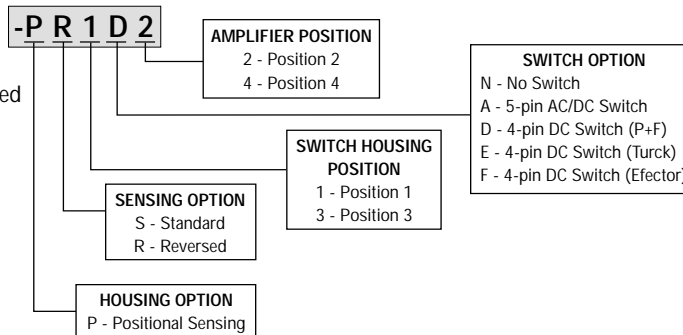 -P R 1 D 2
ed
AMPLIFIER POSITION
2 - Position 2
4 - Position 4
SWITCH OPTION
N - No Switch
A - 5-pin AC/DC Switch
D - 4-pin DC Switch (P+F)
E - 4-pin DC Switch (Turck)
F - 4-pin DC Switch (Efector)
SWITCH HOUSING
POSITION
1 - Position 1
3 - Position 3
SENSING OPTION
S - Standard
R - Reversed
HOUSING OPTION
P - Positional Sensing